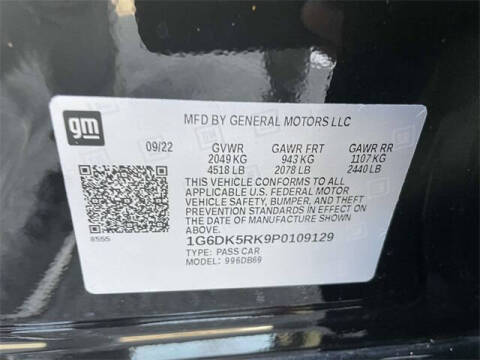 gm
MFD BY GENERAL MOTORS LLC
09/22 GVWR GAWR FRT GAWR RR
2049 KG 943 KG 1107 KG
4518 LB 2078 LB 2440 LB
THIS VEHICLE CONFORMS TO ALL
APPLICABLE U.S. FEDERAL MOTOR
VEHICLE SAFETY, BUMPER, AND THEFT
PREVENTION STANDARDS IN EFFECT ON
THE DATE OF MANUFACTURE SHOWN
ABOVE.
1G6DK5RK9P0109129
8555
TYPE: PASS CAR
MODEL: 996DB69